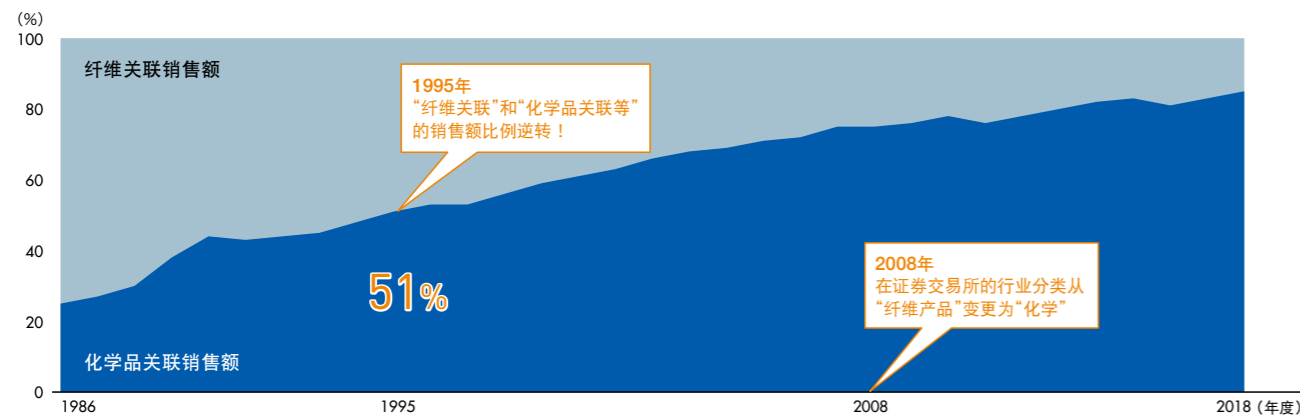 （%）
100
纤维关联销售额
1995年
“纤维关联”和“化学品关联等”
的销售额比例逆转！
80
60
40
51%
2008年
在证券交易所的行业分类从
“纤维产品”变更为“化学”
20
化学品关联销售额
0
1986 1995 2008 2018（年度）